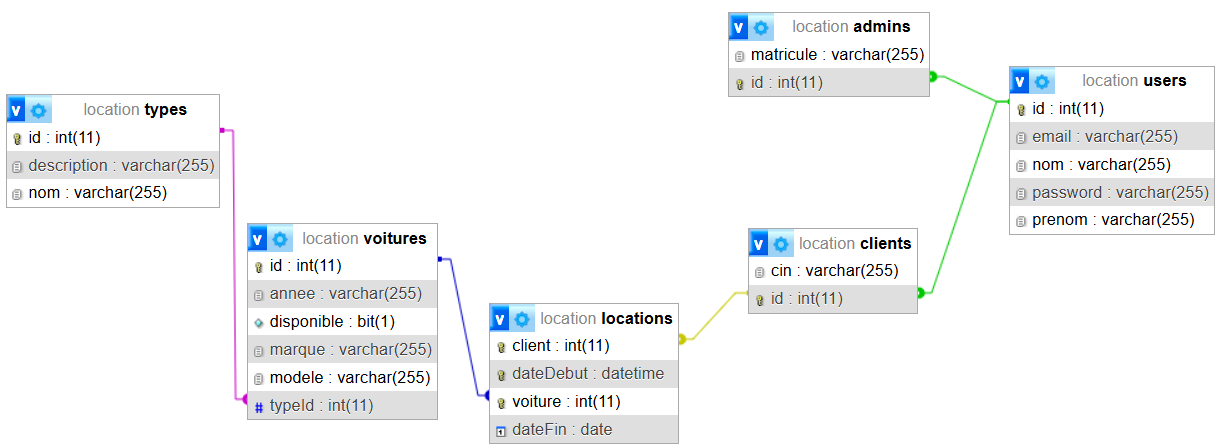 location admins
matricule : varchar(255)
id : int(11)
location users
id : int(11)
email : varchar(255)
nom : varchar(255)
password : varchar(255)
prenom : varchar(255)
location types
id : int(11)
description : varchar(255)
nom : varchar(255)
location voitures
id : int(11)
annee : varchar(255)
disponible : bit(1)
marque : varchar(255)
modele : varchar(255)
# typeId : int(11)
location clients
cin : varchar(255)
id : int(11)
location locations
client : int(11)
dateDebut : datetime
voiture : int(11)
dateFin : date